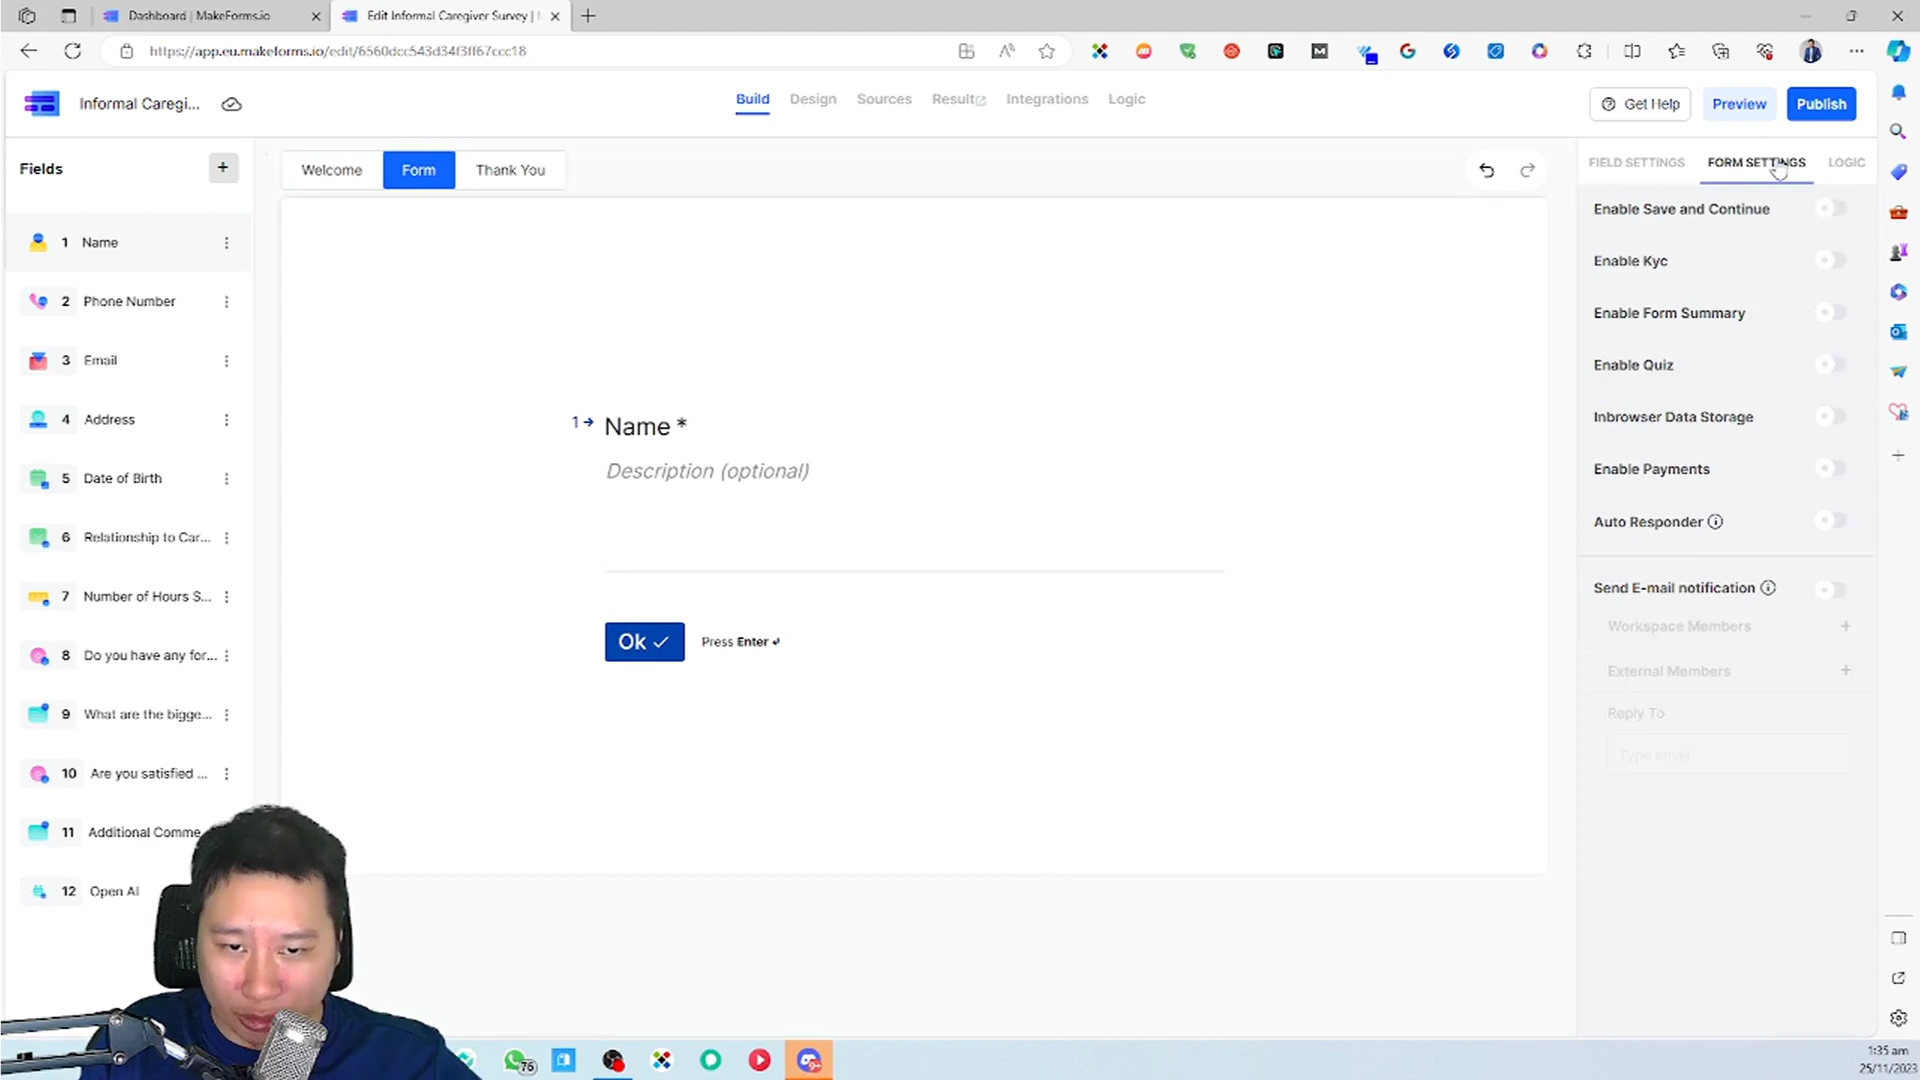 Dashboard | MakeForms.io
Edit Informal Caregiver Survey |
https://app.eu.makeforms.io/edit/6560dcc543d34f3ff67ccc18
Informal Caregi...
Build
Design
Sources
Result
Integrations
Logic
Get Help
Preview
Publish
Fields
+
Welcome
Form
Thank You
FIELD SETTINGS
FORM SETTINGS
LOGIC
1 Name
2 Phone Number
3 Email
4 Address
5 Date of Birth
6 Relationship to Car...
7 Number of Hours S...
8 Do you have any for...
9 What are the bigge...
10 Are you satisfied ...
11 Additional Comme
12 Open AI
1→ Name *
Description (optional)
Ok ✓
Press Enter ↵
Enable Save and Continue
Enable Kyc
Enable Form Summary
Enable Quiz
Inbrowser Data Storage
Enable Payments
Auto Responder
Send E-mail notification
Workspace Members +
External Members +
Reply To
Type email
76
1:35 am
25/11/2023